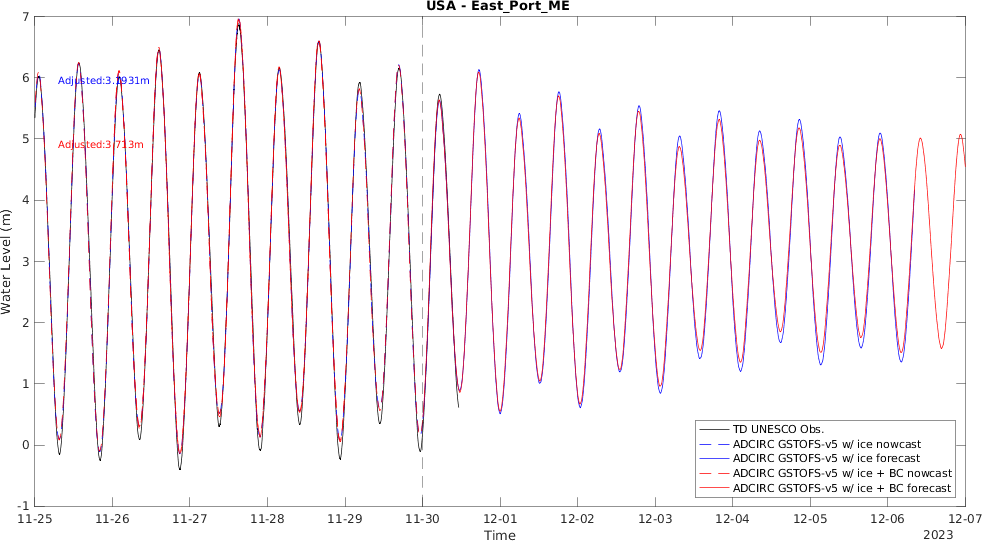 USA - East_Port_ME
7
6
5
4
3
2
1
0
-1
Water Level (m)
Adjusted:3.1931m
Adjusted:3.713m
TD UNESCO Obs.
ADCIRC GSTOFS-v5 w/ ice nowcast
ADCIRC GSTOFS-v5 w/ ice forecast
ADCIRC GSTOFS-v5 w/ ice + BC nowcast
ADCIRC GSTOFS-v5 w/ ice + BC forecast
11-25 11-26 11-27 11-28 11-29 11-30 12-01 12-02 12-03 12-04 12-05 12-06 12-07
Time
2023